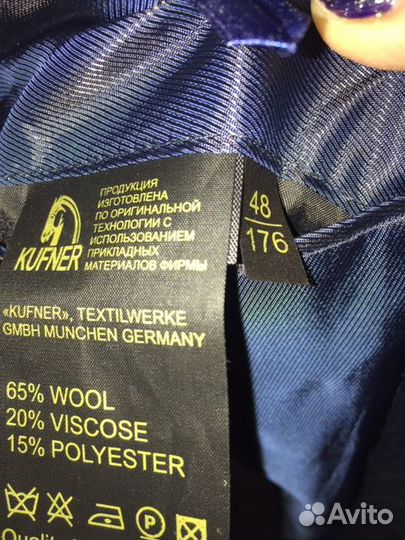 ПРОДУКЦИЯ
ИЗГОТОВЛЕНА
ПО ОРИГИНАЛЬНОЙ
ТЕХНОЛОГИИ С
ИСПОЛЬЗОВАНИЕМ
ПРИКЛАДНЫХ
МАТЕРИАЛОВ ФИРМЫ
KUFNER
48
176
«KUFNER», TEXTILWERKE
GMBH MUNCHEN GERMANY
65% WOOL
20% VISCOSE
15% POLYESTER
P
Avito